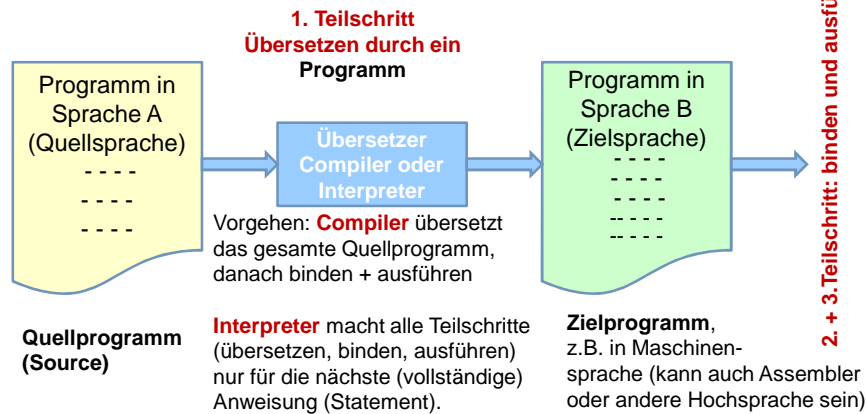 1. Teilschritt
Übersetzen durch ein
Programm
Programm in
Sprache A
(Quellsprache)
- - - -
- - - -
- - - -
Übersetzer
Compiler oder
Interpreter
Programm in
Sprache B
(Zielsprache)
- - - -
- - - -
- - - -
-- - - -
-- - - -
Vorgehen: Compiler übersetzt
das gesamte Quellprogramm,
danach binden + ausführen
Quellprogramm
(Source)
Interpreter macht alle Teilschritte
(übersetzen, binden, ausführen)
nur für die nächste (vollständige)
Anweisung (Statement).
Zielprogramm,
z.B. in Maschinen-
sprache (kann auch Assembler
oder andere Hochsprache sein)
2. + 3.Teilschritt: binden und